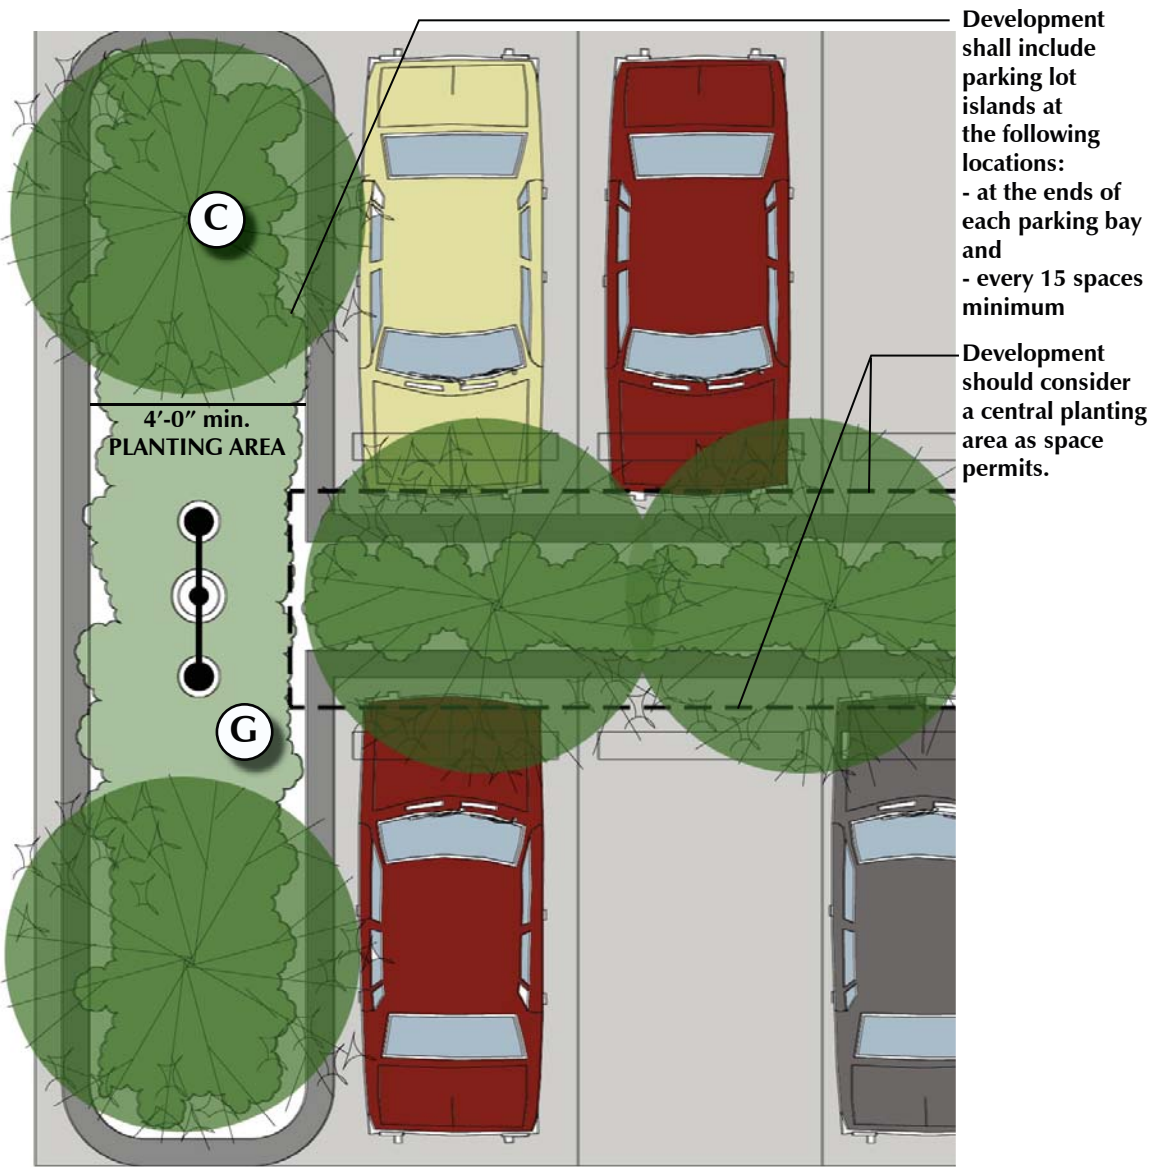 Development
shall include
parking lot
islands at
the following
locations:
- at the ends of
each parking bay
and
- every 15 spaces
minimum
Development
should consider
a central planting
area as space
permits.
C
4'-0" min.
PLANTING AREA
G